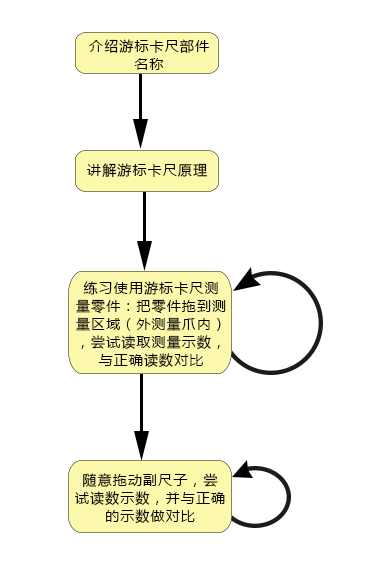 介绍游标卡尺部件
名称
讲解游标卡尺原理
练习使用游标卡尺测
量零件：把零件拖到测
量区域（外测量爪内）
，尝试读取测量示数，
与正确读数对比
随意拖动副尺子，尝
试读数示数，并与正确
的示数做对比